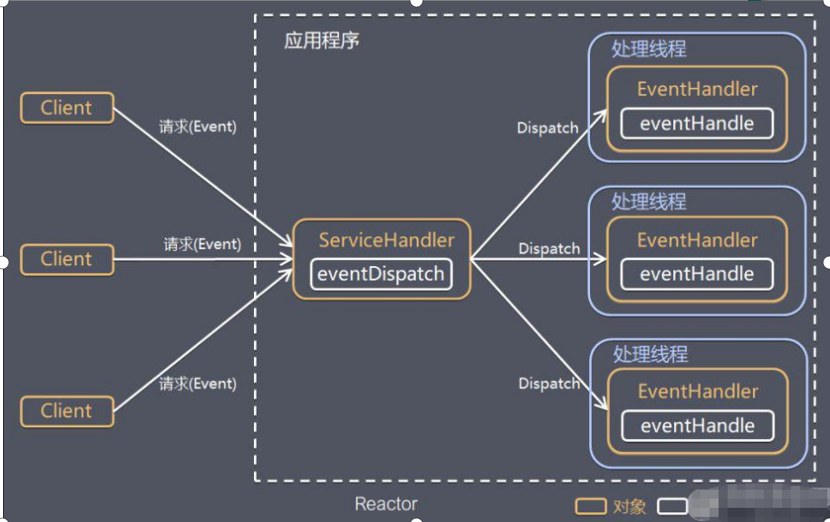 应用程序
处理线程
EventHandler
eventHandle
Client
请求(Event)
Dispatch
处理线程
Client
请求(Event)
ServiceHandler
eventDispatch
Dispatch
EventHandler
eventHandle
处理线程
Client
请求(Event)
Dispatch
EventHandler
eventHandle
Reactor
对象